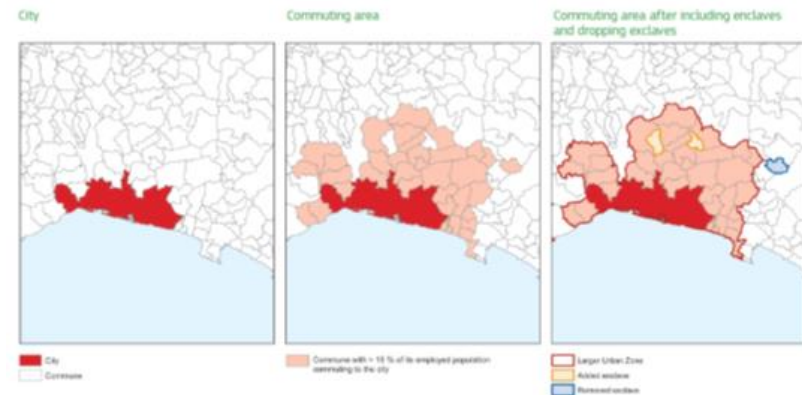 City
Commuting area
Commuting area after including enclaves
and dropping exclaves
City
Commune
Commune with > 15 % of its employed population
commuting to the city
Larger Urban Zone
Added enclave
Removed exclave